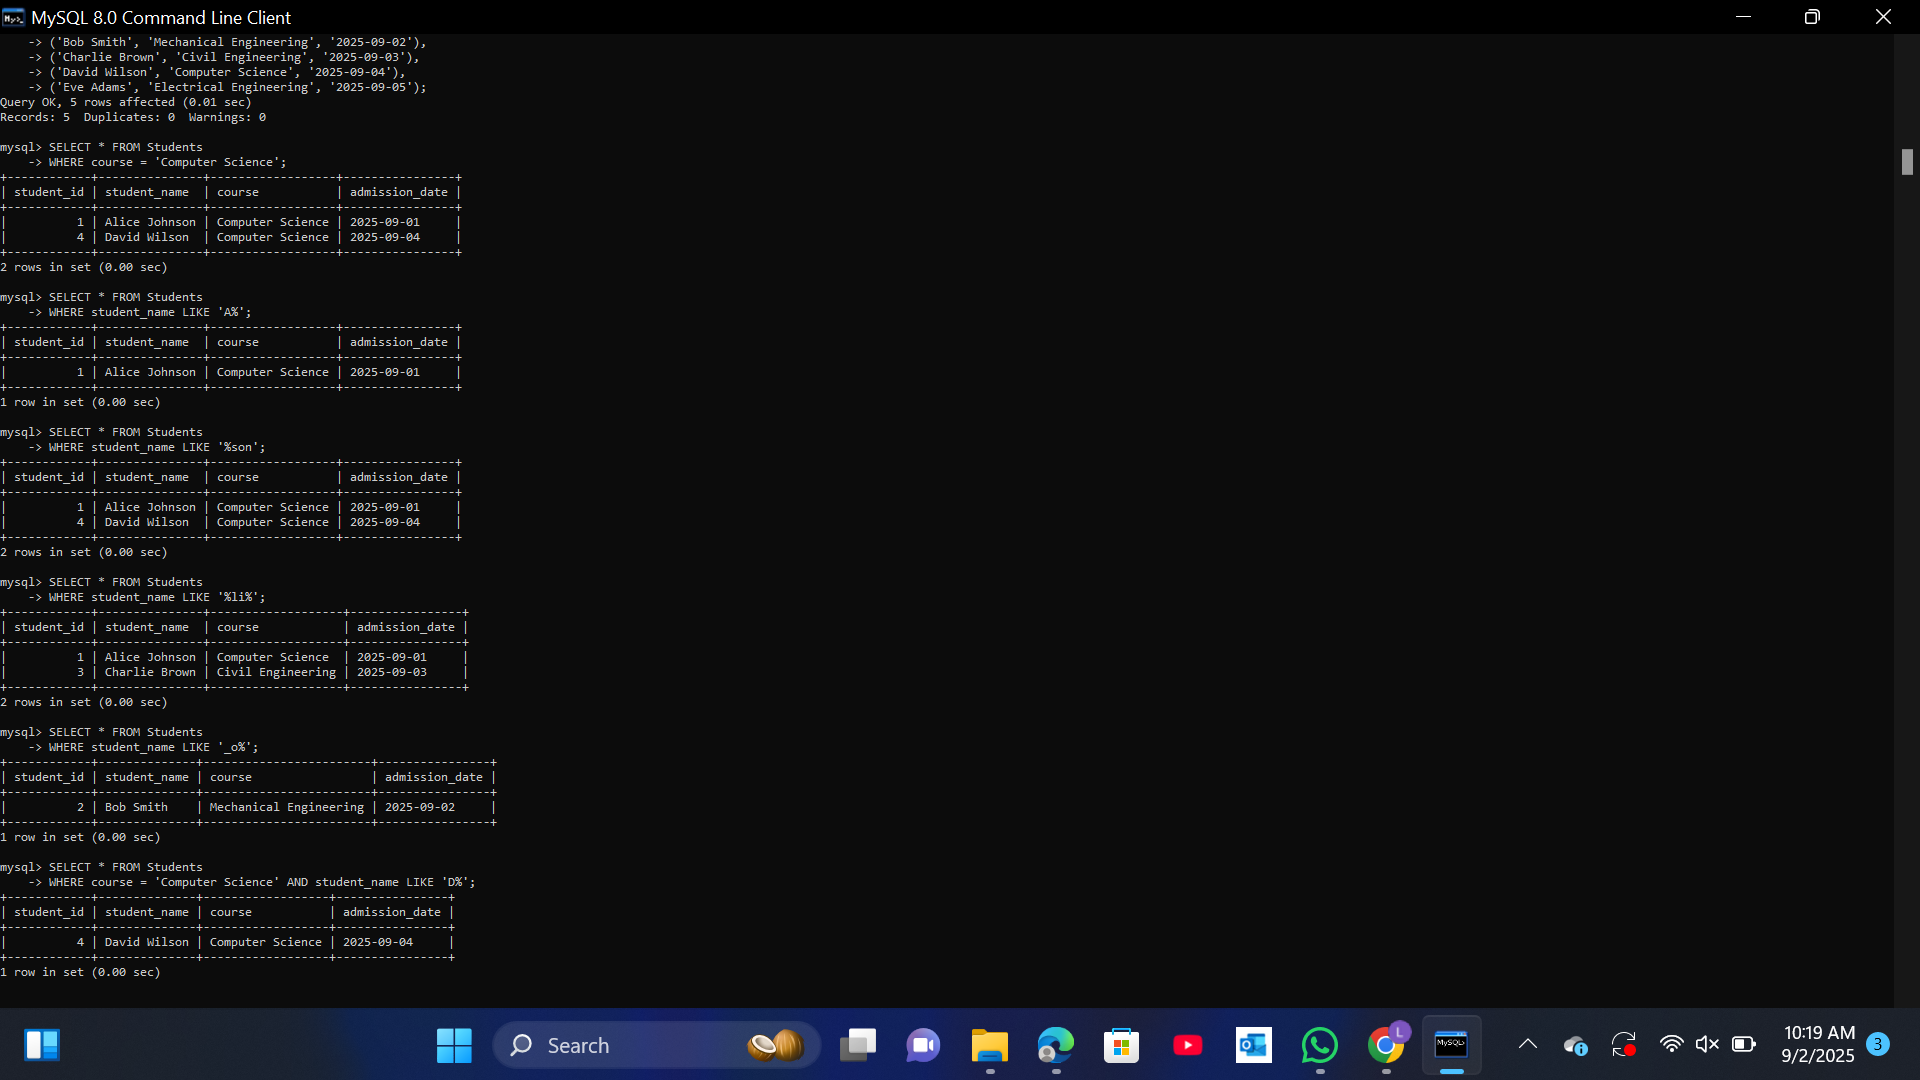 MySQL 8.0 Command Line Client
    -> ('Bob Smith', 'Mechanical Engineering', '2025-09-02'),
    -> ('Charlie Brown', 'Civil Engineering', '2025-09-03'),
    -> ('David Wilson', 'Computer Science', '2025-09-04'),
    -> ('Eve Adams', 'Electrical Engineering', '2025-09-05');
Query OK, 5 rows affected (0.01 sec)
Records: 5  Duplicates: 0  Warnings: 0
mysql> SELECT * FROM Students
    -> WHERE course = 'Computer Science';
+------------+---------------+------------------+----------------+
| student_id | student_name  | course           | admission_date |
+------------+---------------+------------------+----------------+
|          1 | Alice Johnson | Computer Science | 2025-09-01     |
|          4 | David Wilson  | Computer Science | 2025-09-04     |
+------------+---------------+------------------+----------------+
2 rows in set (0.00 sec)
mysql> SELECT * FROM Students
    -> WHERE student_name LIKE 'A%';
+------------+---------------+------------------+----------------+
| student_id | student_name  | course           | admission_date |
+------------+---------------+------------------+----------------+
|          1 | Alice Johnson | Computer Science | 2025-09-01     |
+------------+---------------+------------------+----------------+
1 row in set (0.00 sec)
mysql> SELECT * FROM Students
    -> WHERE student_name LIKE '%son';
+------------+---------------+------------------+----------------+
| student_id | student_name  | course           | admission_date |
+------------+---------------+------------------+----------------+
|          1 | Alice Johnson | Computer Science | 2025-09-01     |
|          4 | David Wilson  | Computer Science | 2025-09-04     |
+------------+---------------+------------------+----------------+
2 rows in set (0.00 sec)
mysql> SELECT * FROM Students
    -> WHERE student_name LIKE '%li%';
+------------+---------------+-------------------+----------------+
| student_id | student_name  | course            | admission_date |
+------------+---------------+-------------------+----------------+
|          1 | Alice Johnson | Computer Science  | 2025-09-01     |
|          3 | Charlie Brown | Civil Engineering | 2025-09-03     |
+------------+---------------+-------------------+----------------+
2 rows in set (0.00 sec)
mysql> SELECT * FROM Students
    -> WHERE student_name LIKE '_o%';
+------------+--------------+------------------------+----------------+
| student_id | student_name | course                 | admission_date |
+------------+--------------+------------------------+----------------+
|          2 | Bob Smith    | Mechanical Engineering | 2025-09-02     |
+------------+--------------+------------------------+----------------+
1 row in set (0.00 sec)
mysql> SELECT * FROM Students
    -> WHERE course = 'Computer Science' AND student_name LIKE 'D%';
+------------+--------------+------------------+----------------+
| student_id | student_name | course           | admission_date |
+------------+--------------+------------------+----------------+
|          4 | David Wilson | Computer Science | 2025-09-04     |
+------------+--------------+------------------+----------------+
1 row in set (0.00 sec)
Search
L
MySQL>
10:19 AM
9/2/2025
3